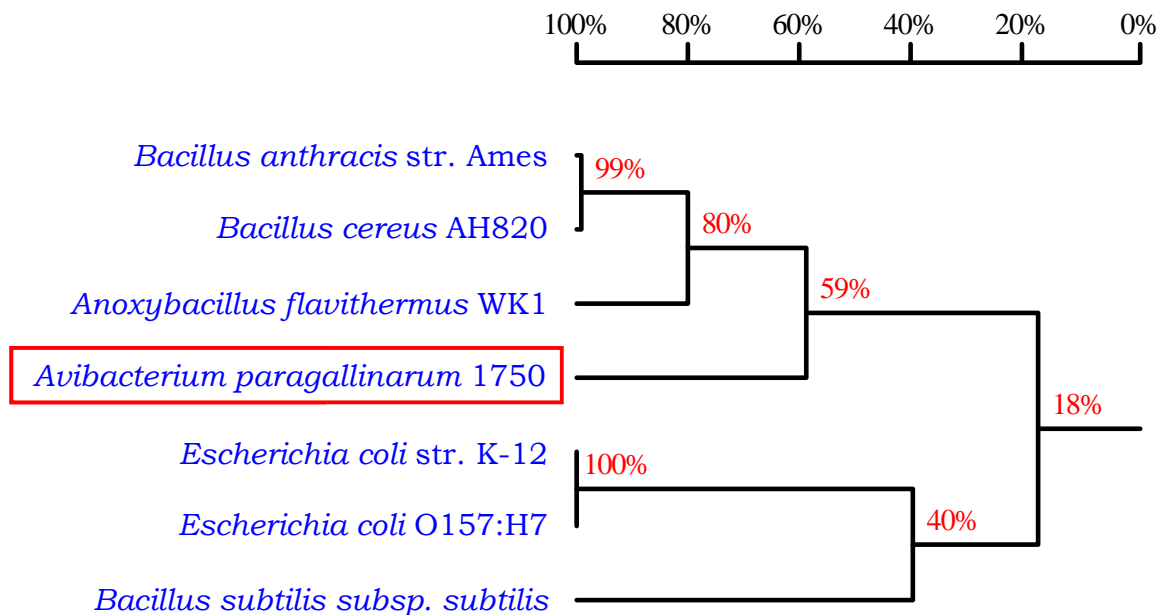 100% 80% 60% 40% 20% 0%
Bacillus anthracis str. Ames
99%
Bacillus cereus AH820
80%
Anoxybacillus flavithermus WK1
59%
Avibacterium paragallinarum 1750
18%
Escherichia coli str. K-12
100%
Escherichia coli O157:H7
40%
Bacillus subtilis subsp. subtilis